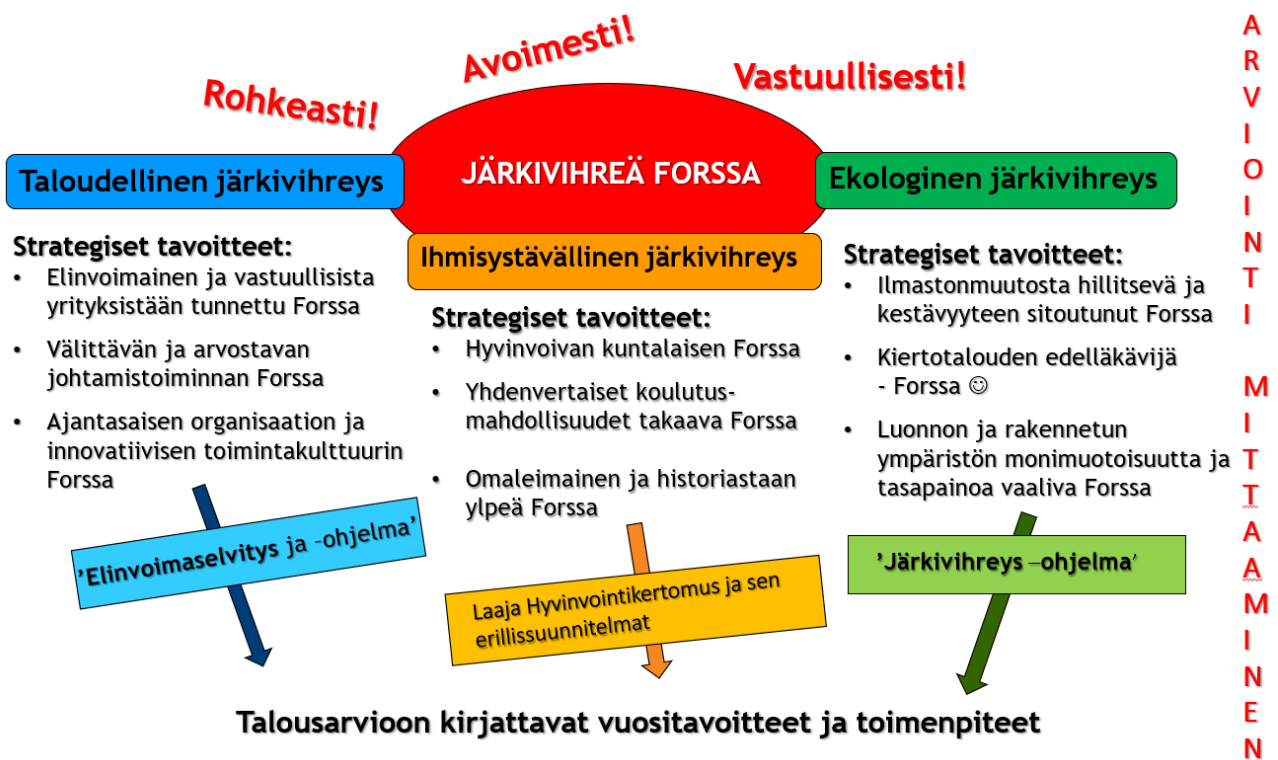 Rohkeasti!
Avoimesti!
Vastuullisesti!
JÄRKIVIHREÄ FORSSA
Taloudellinen järkivihreys
Strategiset tavoitteet:
• Elinvoimainen ja vastuullisista
yrityksistään tunnettu Forssa
• Välittävän ja arvostavan
johtamistoiminnan Forssa
• Ajantasaisen organisaation ja
innovatiivisen toimintakulttuurin
Forssa
’Elinvoimaselvitys ja –ohjelma’
Ihmisystävällinen järkivihreys
Strategiset tavoitteet:
• Hyvinvoivan kuntalaisen Forssa
• Yhdenvertaiset koulutus-
mahdollisuudet takaava Forssa
• Omaleimainen ja historiastaan
ylpeä Forssa
Laaja Hyvinvointikertomus ja sen
erillissuunnitelmat
Ekologinen järkivihreys
Strategiset tavoitteet:
• Ilmastonmuutosta hillitsevä ja
kestävyyteen sitoutunut Forssa
• Kiertotalouden edelläkävijä
- Forssa ☺
• Luonnon ja rakennetun
ympäristön monimuotoisuutta ja
tasapainoa vaaliva Forssa
’Järkivihreys –ohjelma’
Talousarvioon kirjattavat vuositavoitteet ja toimenpiteet
ARVIOINTI MITTAAMINEN